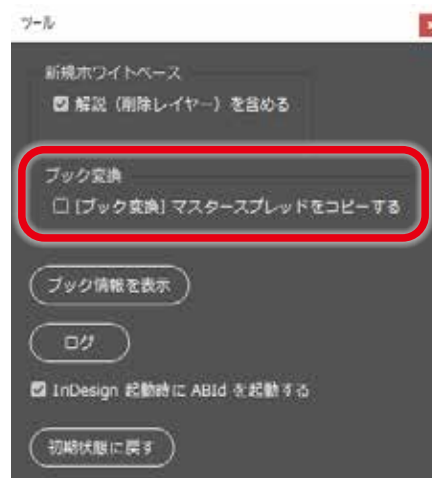 ツール
新規ホワイトベース
解説（削除レイヤー）を含める
ブック変換
[ブック変換] マスタースプレッドをコピーする
ブック情報を表示
ログ
InDesign 起動時に ABId を起動する
初期状態に戻す